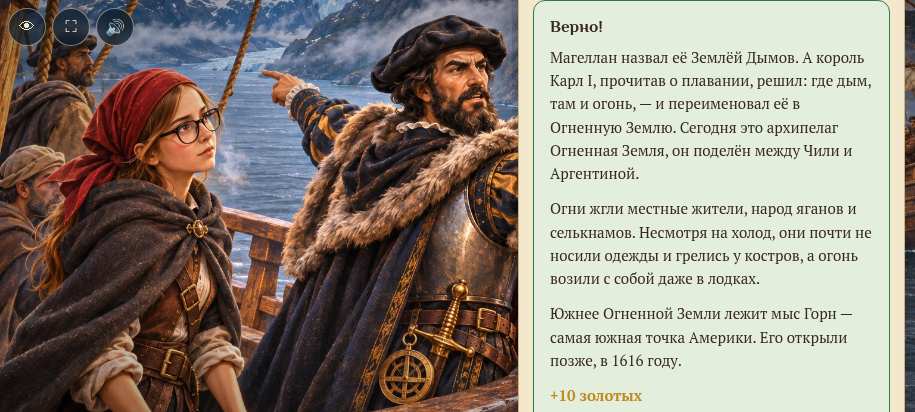 Верно!
Магеллан назвал её Землёй Дымов. А король
Карл I, прочитав о плавании, решил: где дым,
там и огонь, — и переименовал её в
Огненную Землю. Сегодня это архипелаг
Огненная Земля, он поделён между Чили и
Аргентиной.
Огни жгли местные жители, народ яганов и
селькнамов. Несмотря на холод, они почти не
носили одежды и грелись у костров, а огонь
возили с собой даже в лодках.
Южнее Огненной Земли лежит мыс Горн —
самая южная точка Америки. Его открыли
позже, в 1616 году.
+10 золотых